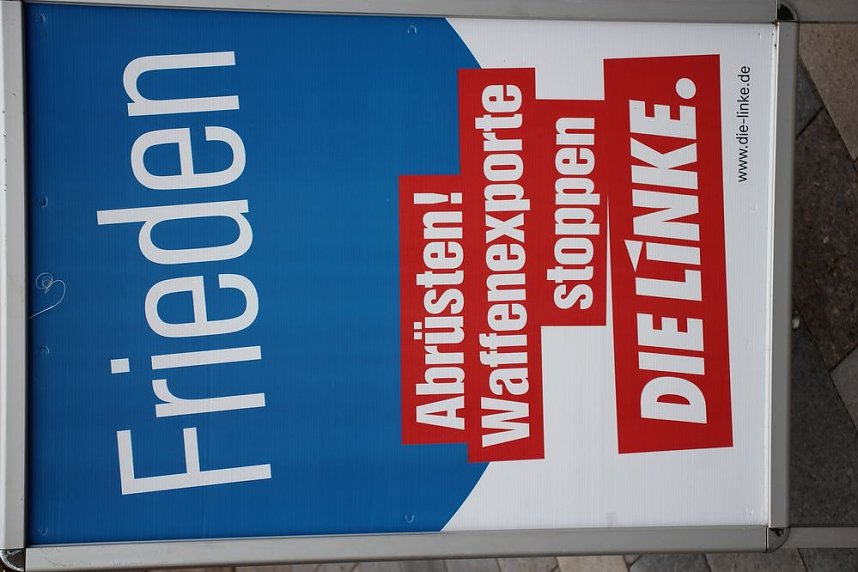 Frieden
Abrüsten!
Waffenexporte
stoppen
DIE LINKE.
www.die-linke.de